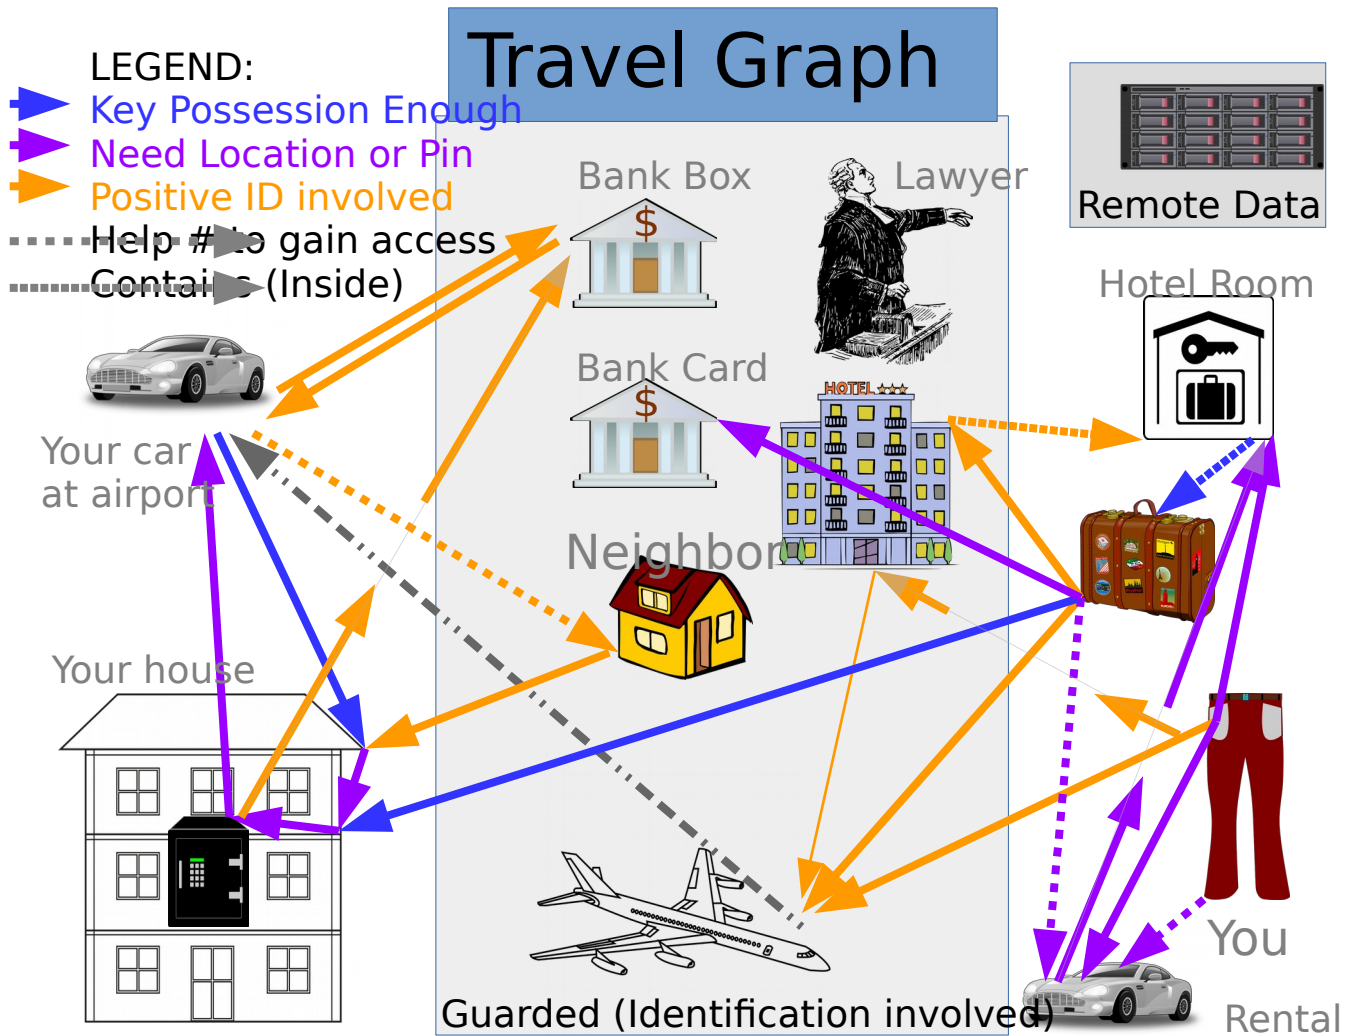 Travel Graph
LEGEND:
Key Possession Enough
Need Location or Pin
Positive ID involved
Help # to gain access
Contains (Inside)
Bank Box
$
Lawyer
Remote Data
Hotel Room
Bank Card
$
HOTEL
Your car
at airport
Neighbor
Your house
You
Guarded (Identification involved)
Rental